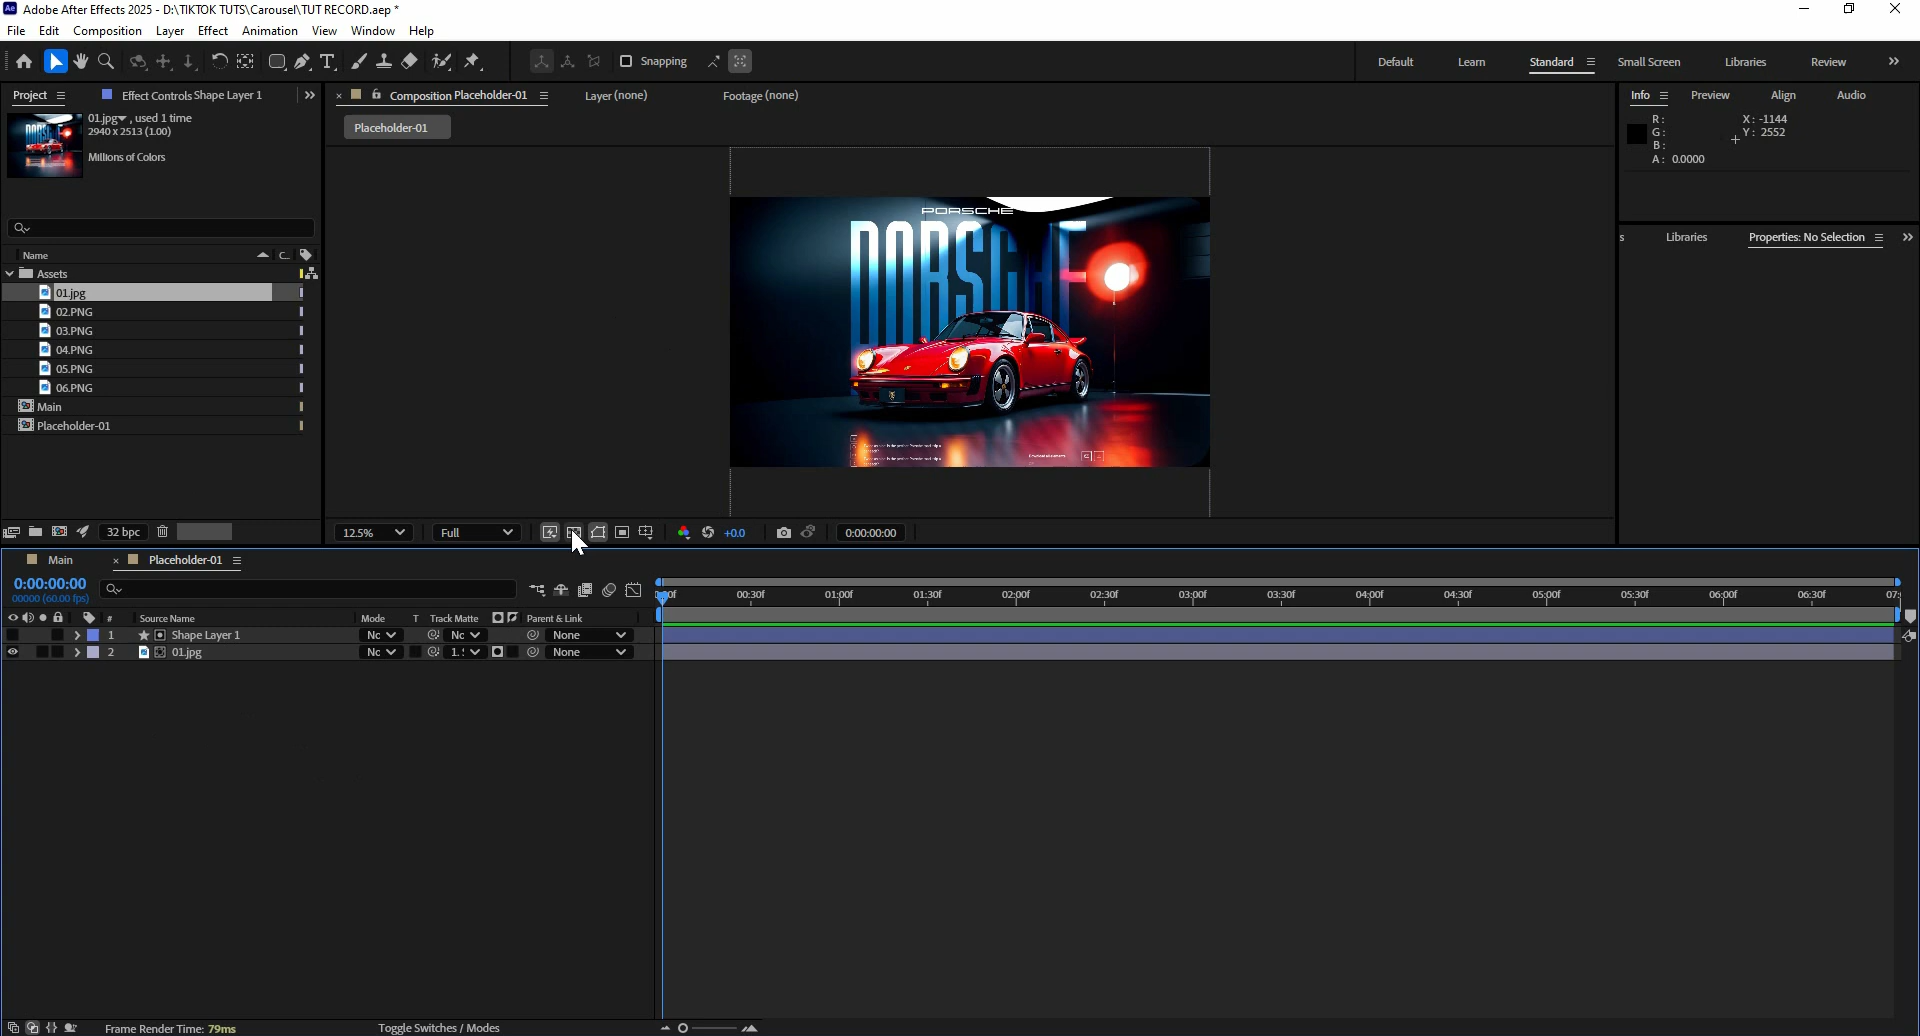 Adobe After Effects 2025 - D:\TIKTOK TUTS\Carousel\TUT RECORD.aep *
File Edit Composition Layer Effect Animation View Window Help
Snapping
Default Learn Standard Small Screen Libraries Review
Project Effect Controls Shape Layer 1
Composition Placeholder-01 Layer (none) Footage (none)
Info Preview Align Audio
01.jpg , used 1 time
2940 x 2513 (1.00)
Millions of Colors
Placeholder-01
R:
G:
B:
A: 0.0000
X: -1144
Y: 2552
s Libraries Properties: No Selection
PORSCHE
PORSCHE
Name C...
Assets
01.jpg
02.PNG
03.PNG
04.PNG
05.PNG
06.PNG
Main
Placeholder-01
32 bpc
12.5% Full +0.0 0:00:00:00
Main Placeholder-01
0:00:00:00
00000 (60.00 fps)
00:30f 01:00f 01:30f 02:00f 02:30f 03:00f 03:30f 04:00f 04:30f 05:00f 05:30f 06:00f 06:30f 07:
# Source Name Mode T Track Matte Parent & Link
1 Shape Layer 1 Nc Nc None
2 01.jpg Nc 1. None
Frame Render Time: 79ms Toggle Switches / Modes